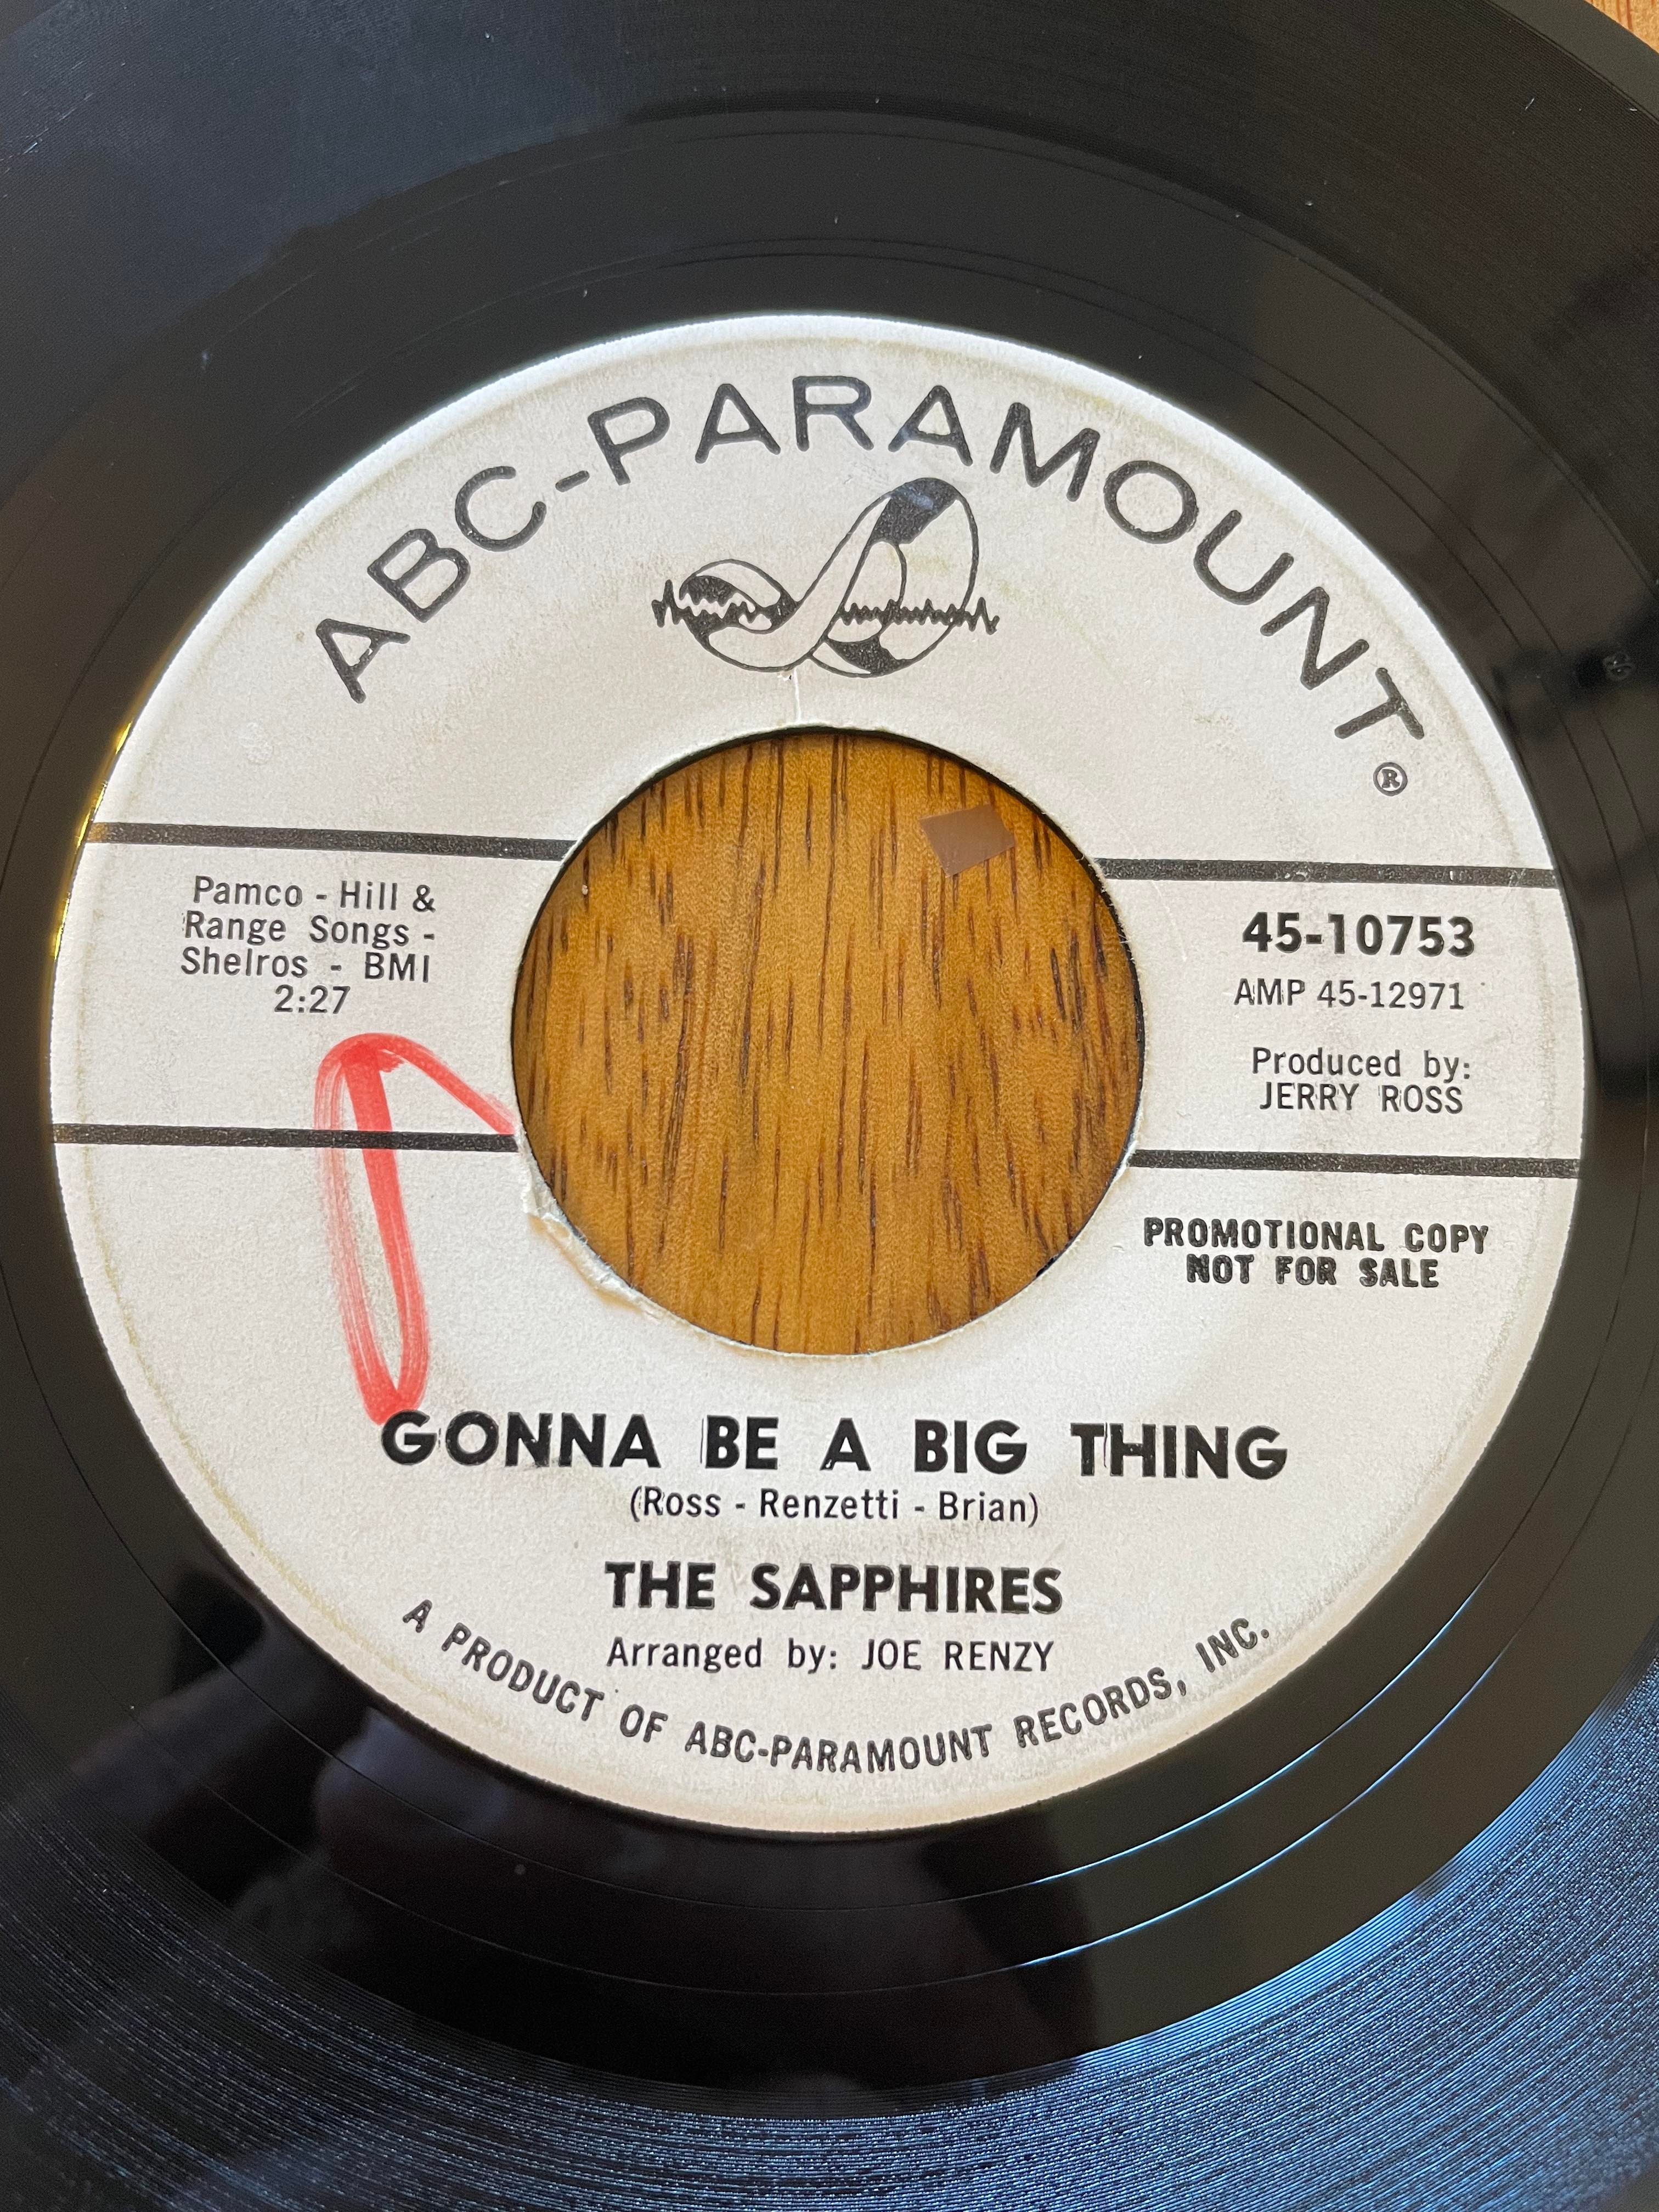 ABC-PARAMOUNT®
Pamco - Hill &
Range Songs -
Shelros - BMI
2:27
45-10753
AMP 45-12971
Produced by:
JERRY ROSS
PROMOTIONAL COPY
NOT FOR SALE
GONNA BE A BIG THING
(Ross - Renzetti - Brian)
THE SAPPHIRES
Arranged by: JOE RENZY
A PRODUCT OF ABC-PARAMOUNT RECORDS, INC.